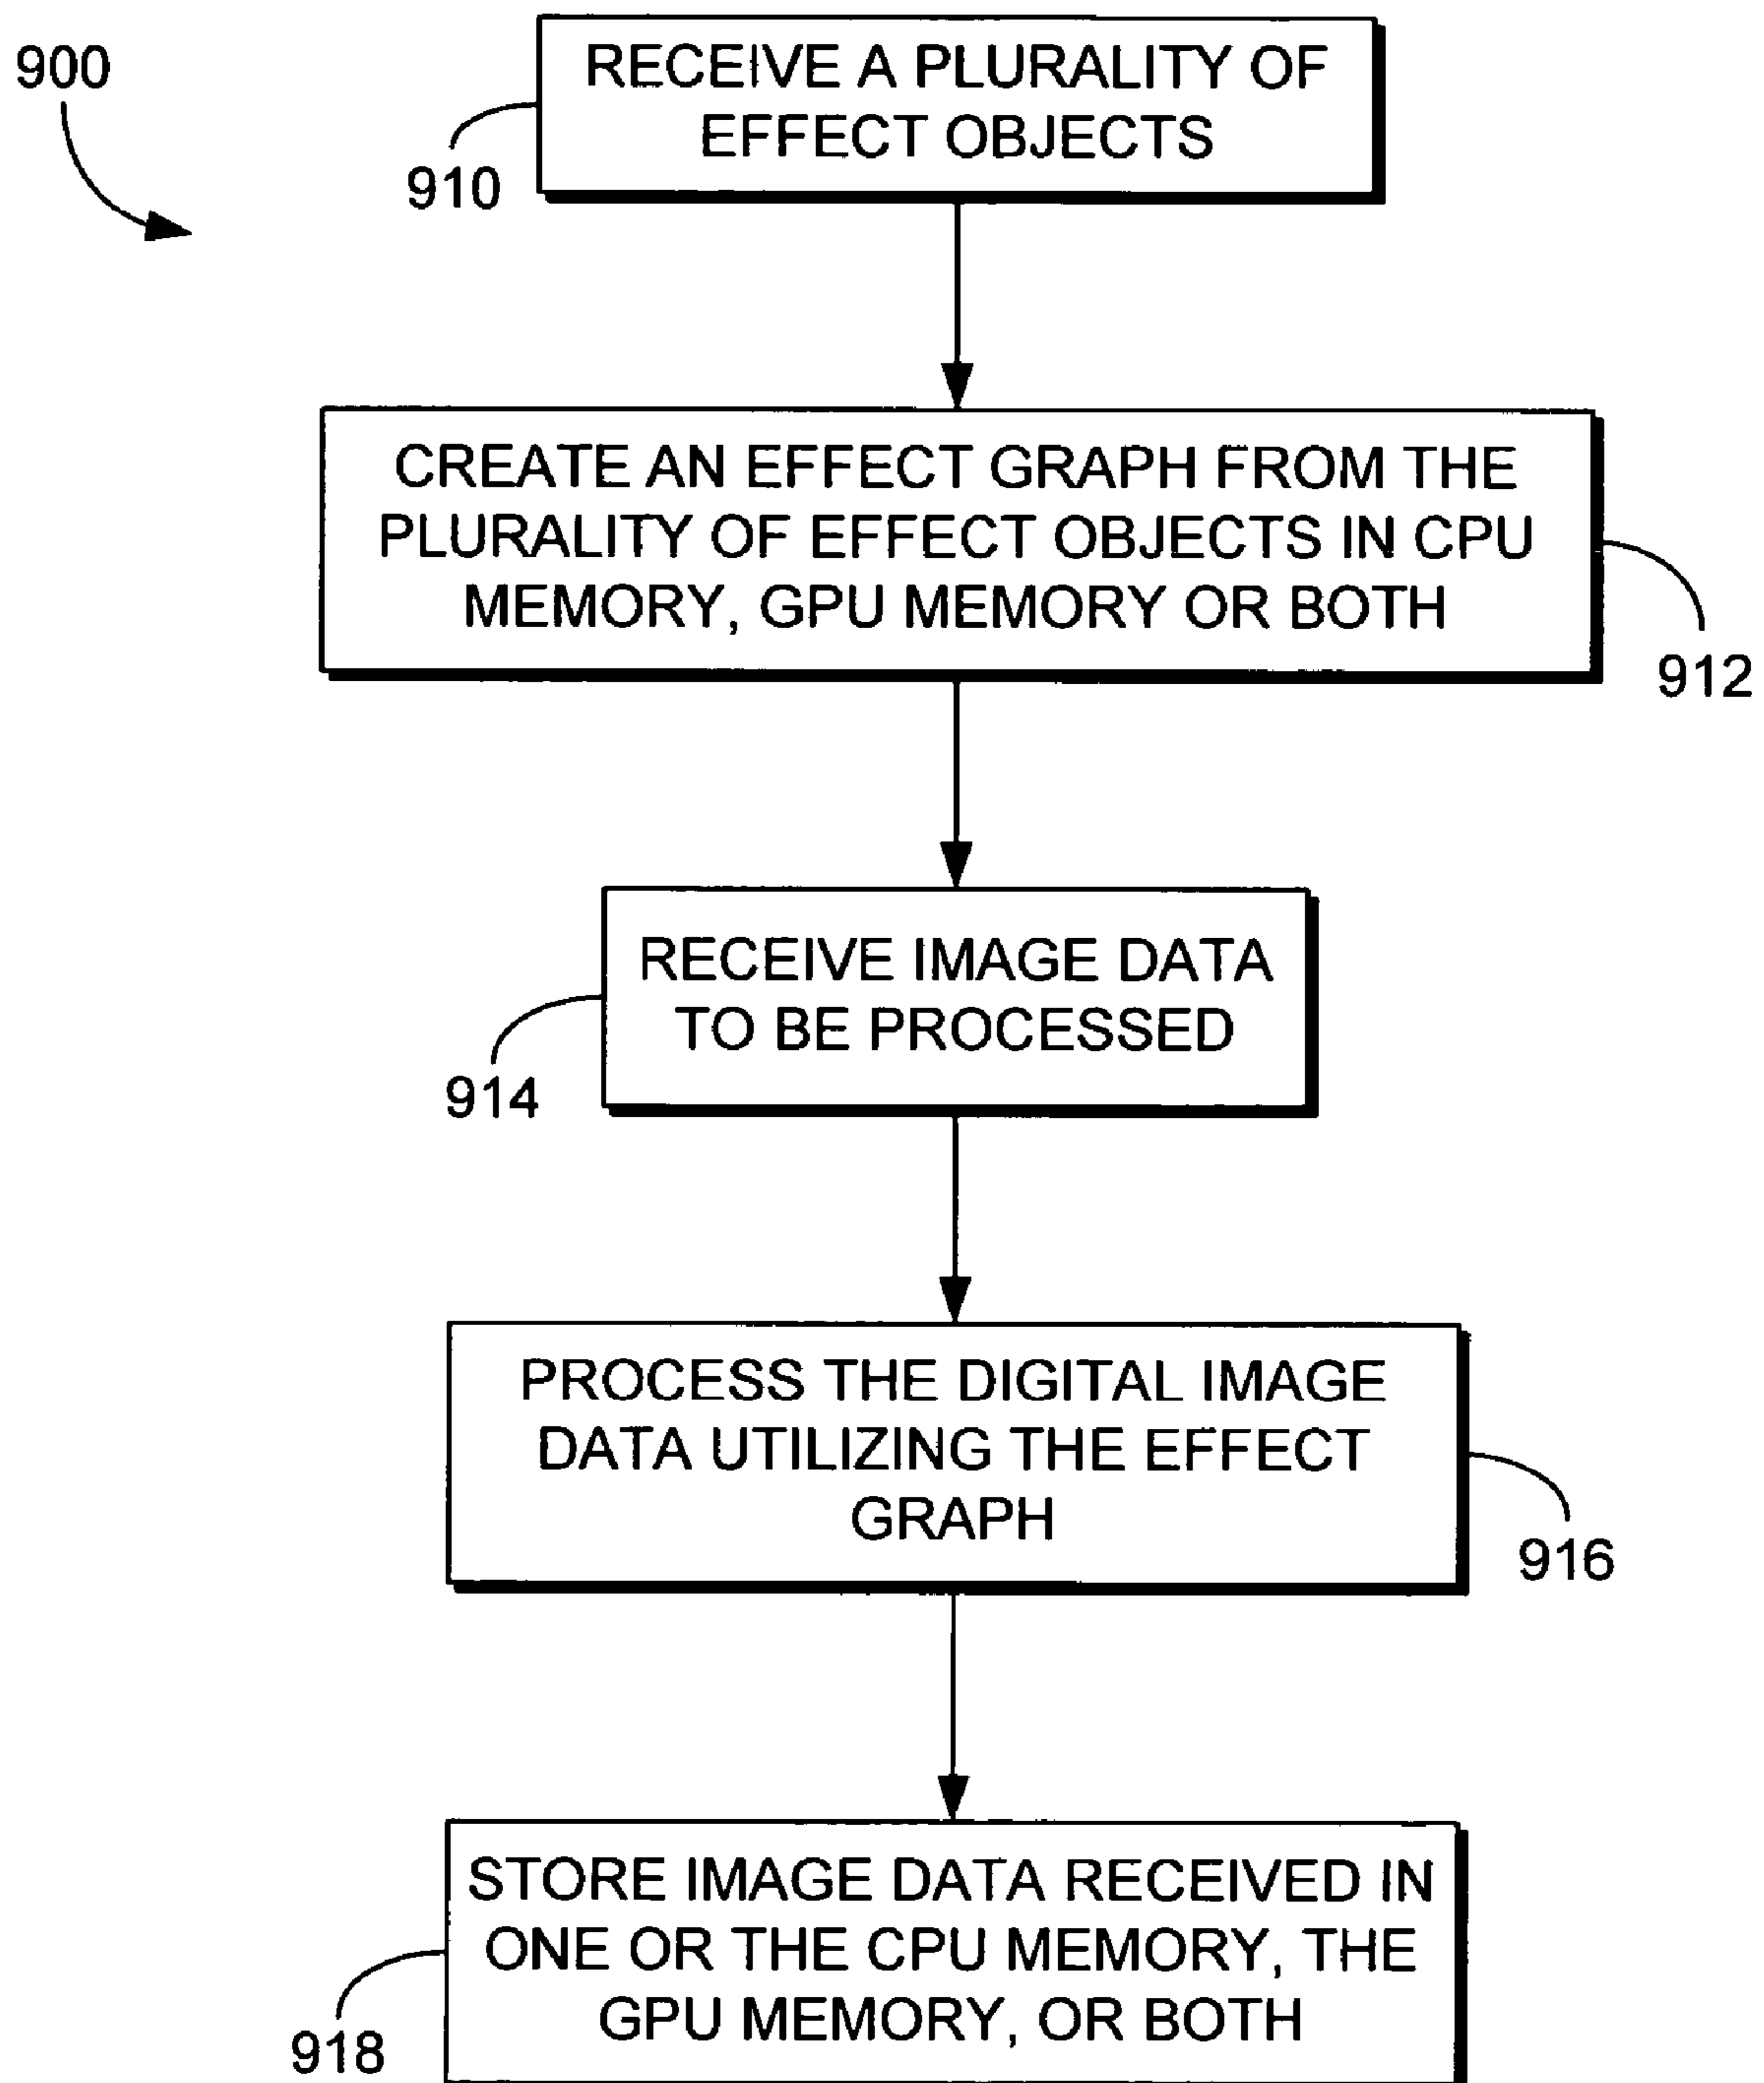 900
RECEIVE A PLURALITY OF
EFFECT OBJECTS
910
CREATE AN EFFECT GRAPH FROM THE
PLURALITY OF EFFECT OBJECTS IN CPU
MEMORY, GPU MEMORY OR BOTH
912
RECEIVE IMAGE DATA
TO BE PROCESSED
914
PROCESS THE DIGITAL IMAGE
DATA UTILIZING THE EFFECT
GRAPH
916
STORE IMAGE DATA RECEIVED IN
ONE OR THE CPU MEMORY, THE
GPU MEMORY, OR BOTH
918